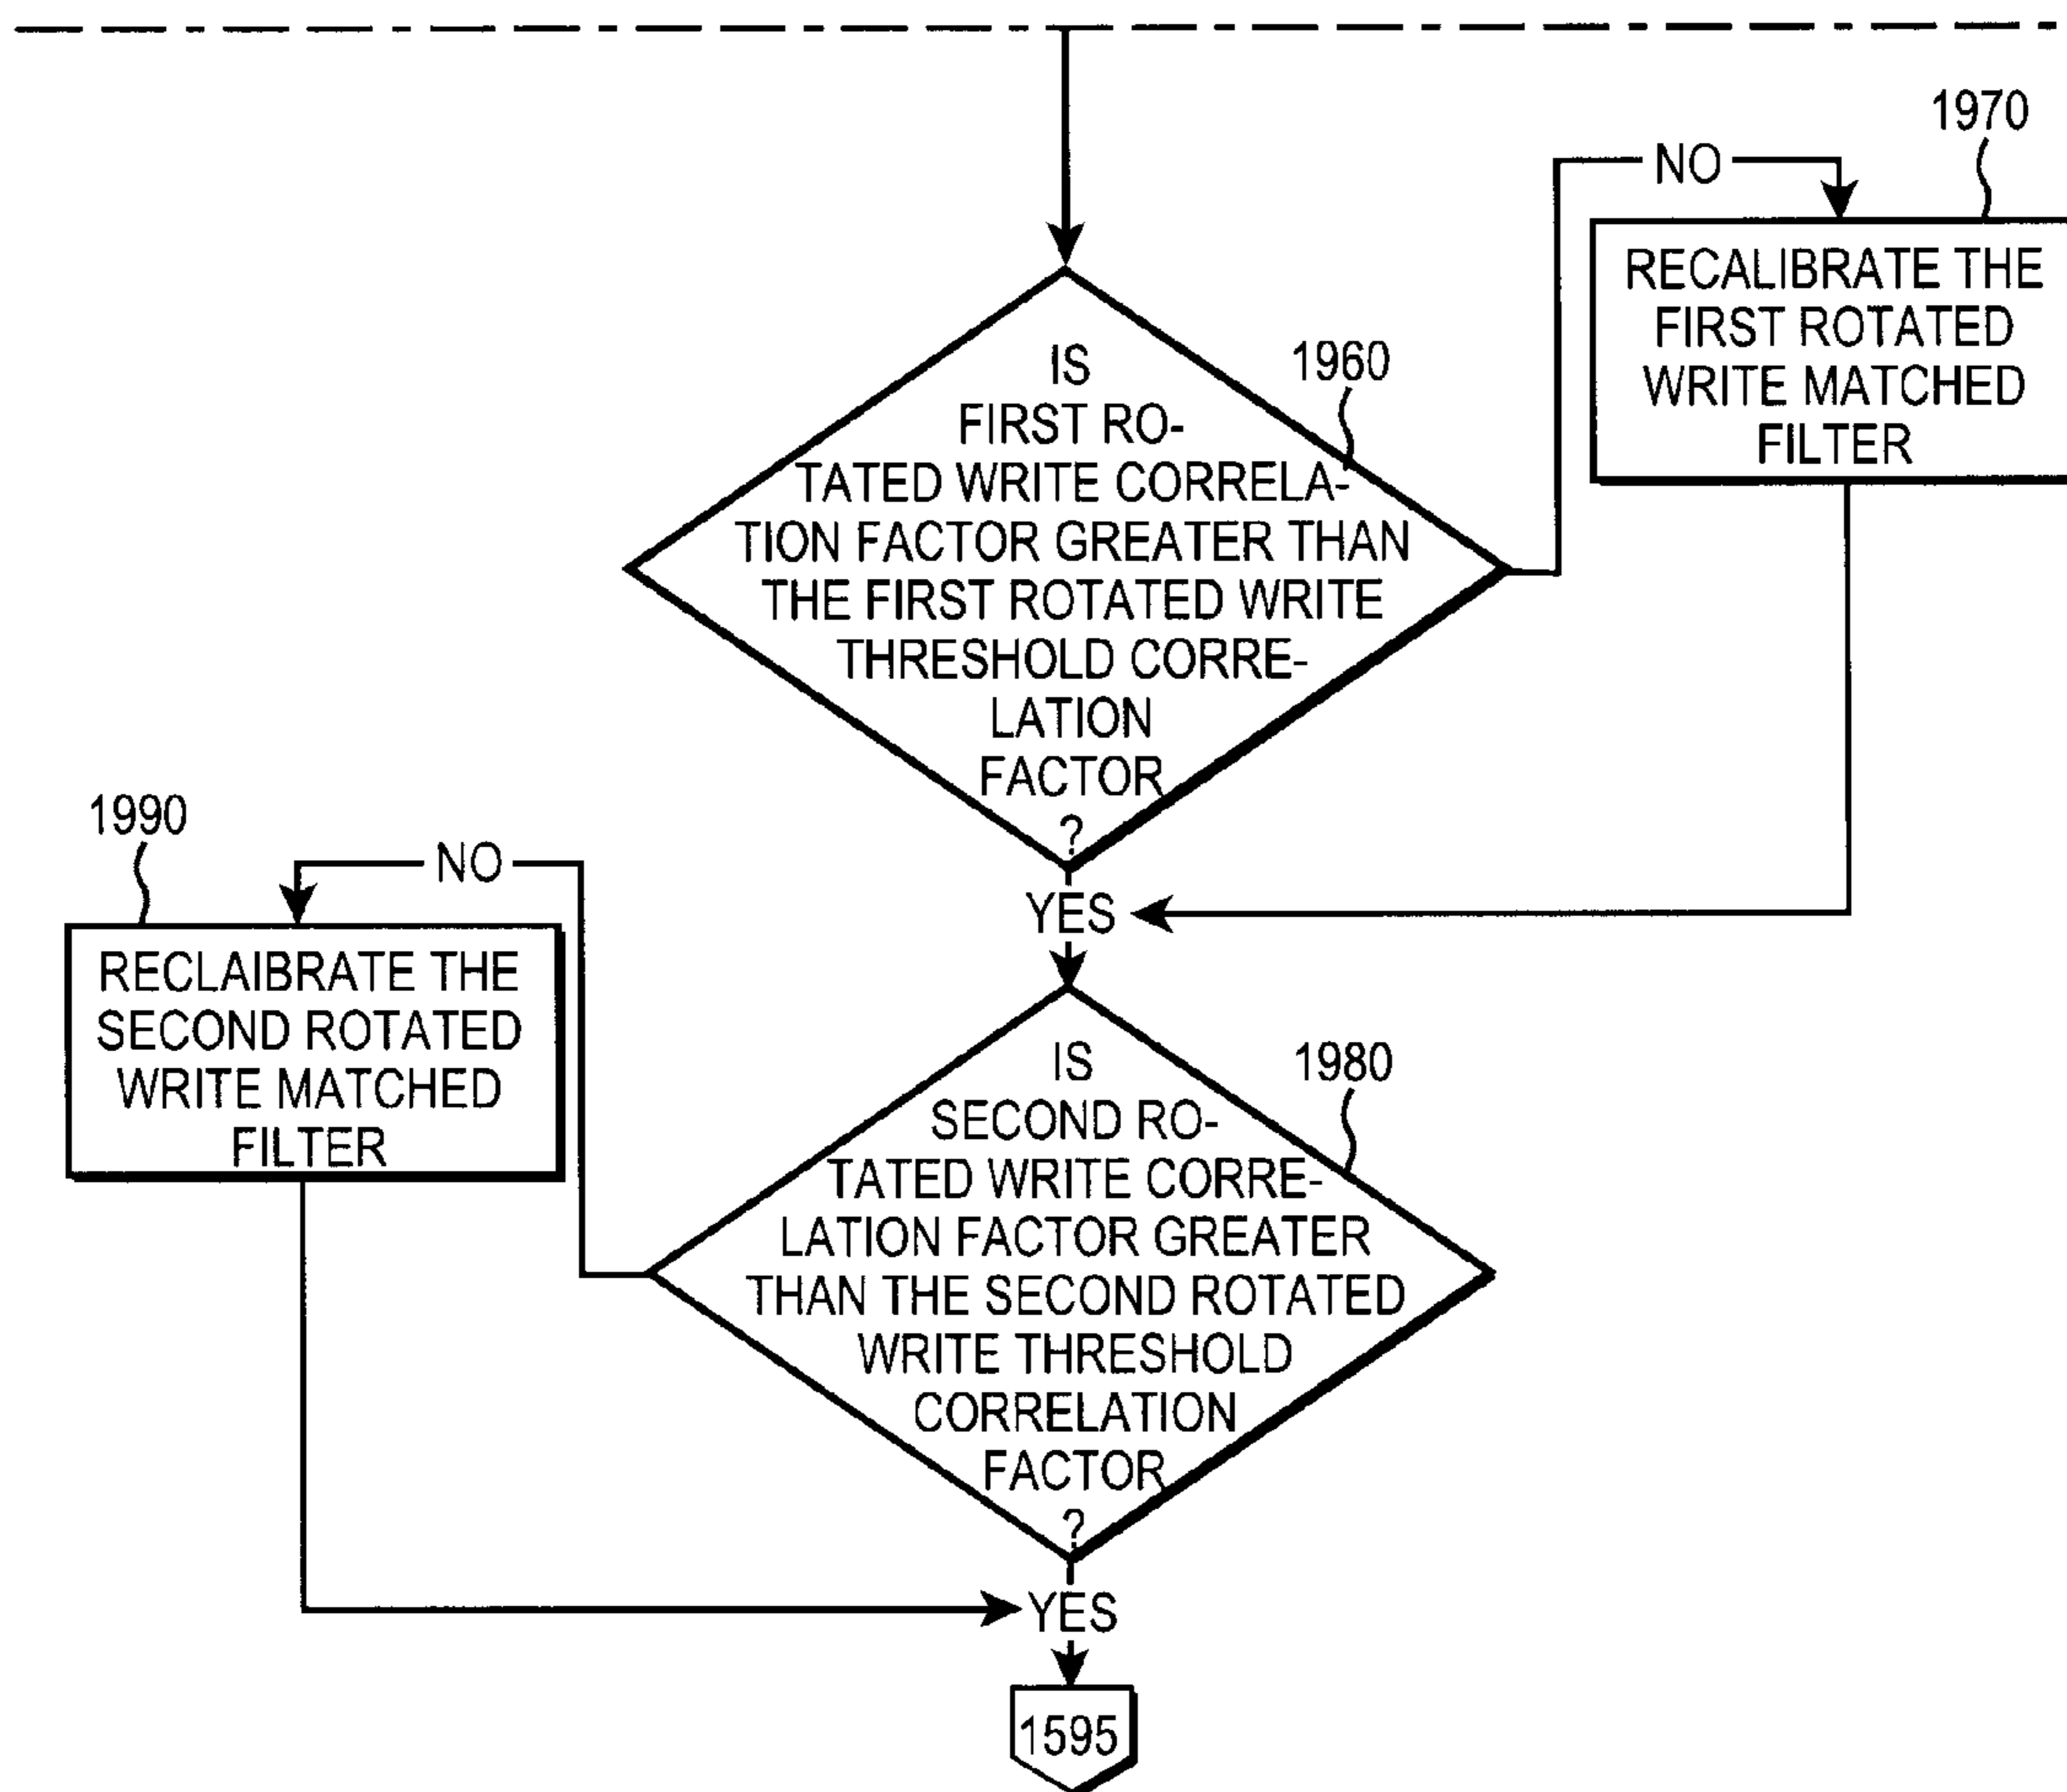 1970
NO
RECALIBRATE THE
FIRST ROTATED
WRITE MATCHED
FILTER
1960
IS
FIRST RO-
TATED WRITE CORRELA-
TION FACTOR GREATER THAN
THE FIRST ROTATED WRITE
THRESHOLD CORRE-
LATION
FACTOR
?
YES
1990
NO
RECLAIBRATE THE
SECOND ROTATED
WRITE MATCHED
FILTER
1980
IS
SECOND RO-
TATED WRITE CORRE-
LATION FACTOR GREATER
THAN THE SECOND ROTATED
WRITE THRESHOLD
CORRELATION
FACTOR
?
YES
1595